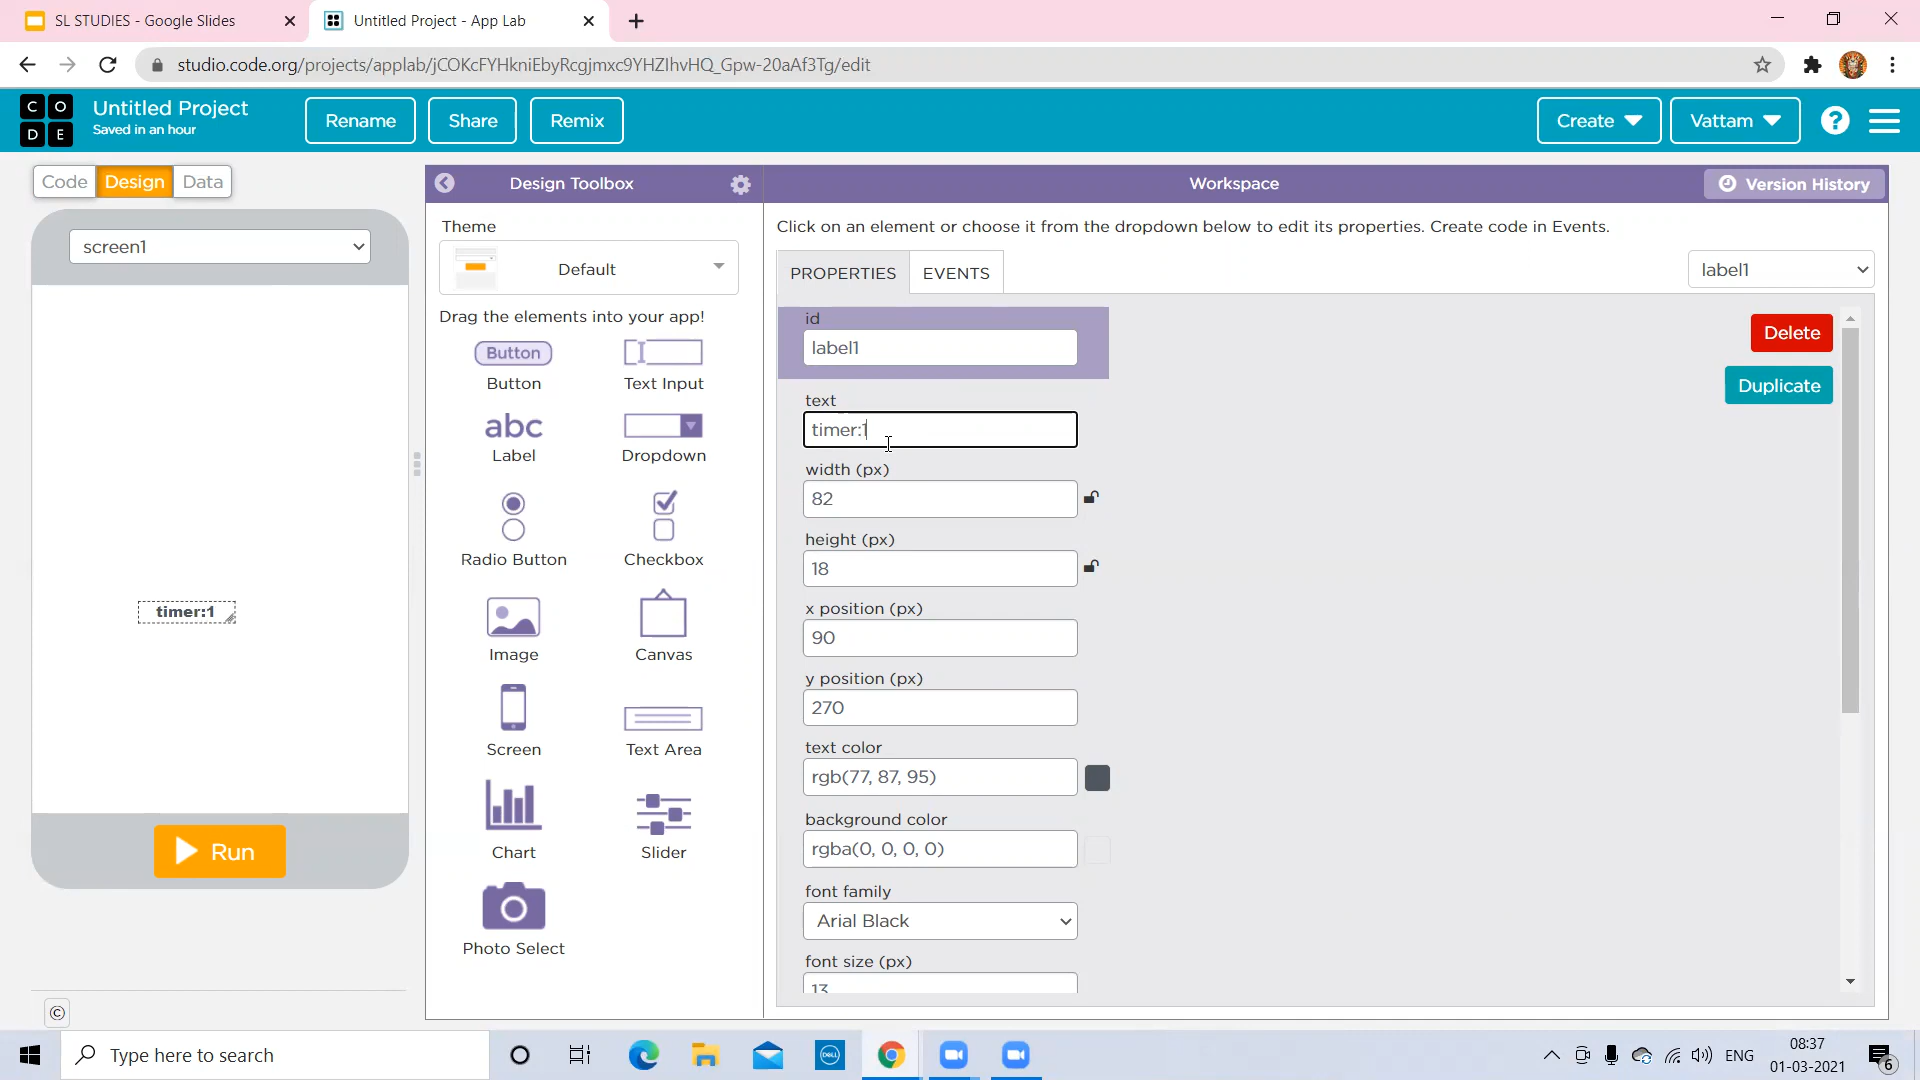 SL STUDIES - Google Slides
Untitled Project - App Lab
studio.code.org/projects/applab/jCOKcFYHkniEbyRcgjmxc9YHZIhvHQ_Gpw-20aAf3Tg/edit
C O D E
Untitled Project
Saved in an hour
Rename
Share
Remix
Create
Vattam
?
Code
Design
Data
Design Toolbox
Workspace
Version History
screen1
Theme
Default
Drag the elements into your app!
Button
Button
Text Input
abc
Label
Dropdown
Radio Button
Checkbox
Image
Canvas
Screen
Text Area
Chart
Slider
Photo Select
timer:1
Run
©
Click on an element or choose it from the dropdown below to edit its properties. Create code in Events.
PROPERTIES
EVENTS
label1
Delete
Duplicate
id
label1
text
timer:1
width (px)
82
height (px)
18
x position (px)
90
y position (px)
270
text color
rgb(77, 87, 95)
background color
rgba(0, 0, 0, 0)
font family
Arial Black
font size (px)
13
Type here to search
DELL
ENG
08:37
01-03-2021
6